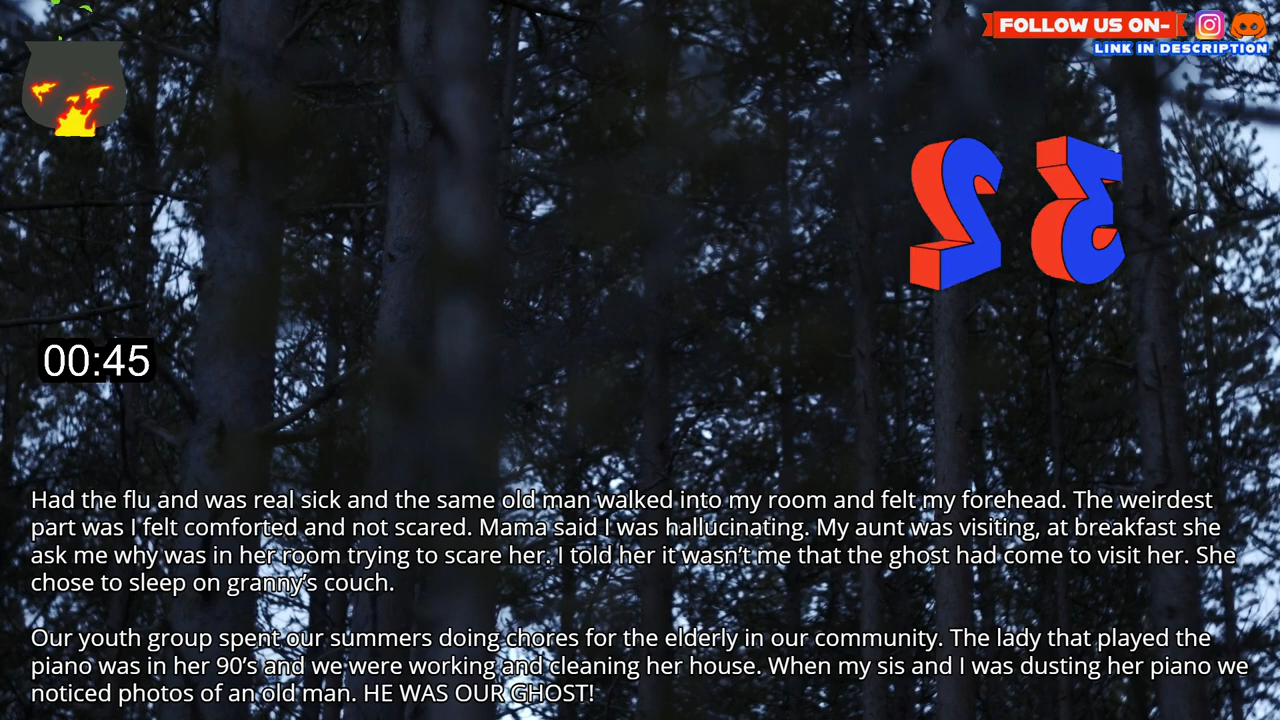 FOLLOW US ON-
LINK IN DESCRIPTION
32
00:45
Had the flu and was real sick and the same old man walked into my room and felt my forehead. The weirdest
part was I felt comforted and not scared. Mama said I was hallucinating. My aunt was visiting, at breakfast she
ask me why was in her room trying to scare her. I told her it wasn’t me that the ghost had come to visit her. She
chose to sleep on granny’s couch.
Our youth group spent our summers doing chores for the elderly in our community. The lady that played the
piano was in her 90’s and we were working and cleaning her house. When my sis and I was dusting her piano we
noticed photos of an old man. HE WAS OUR GHOST!